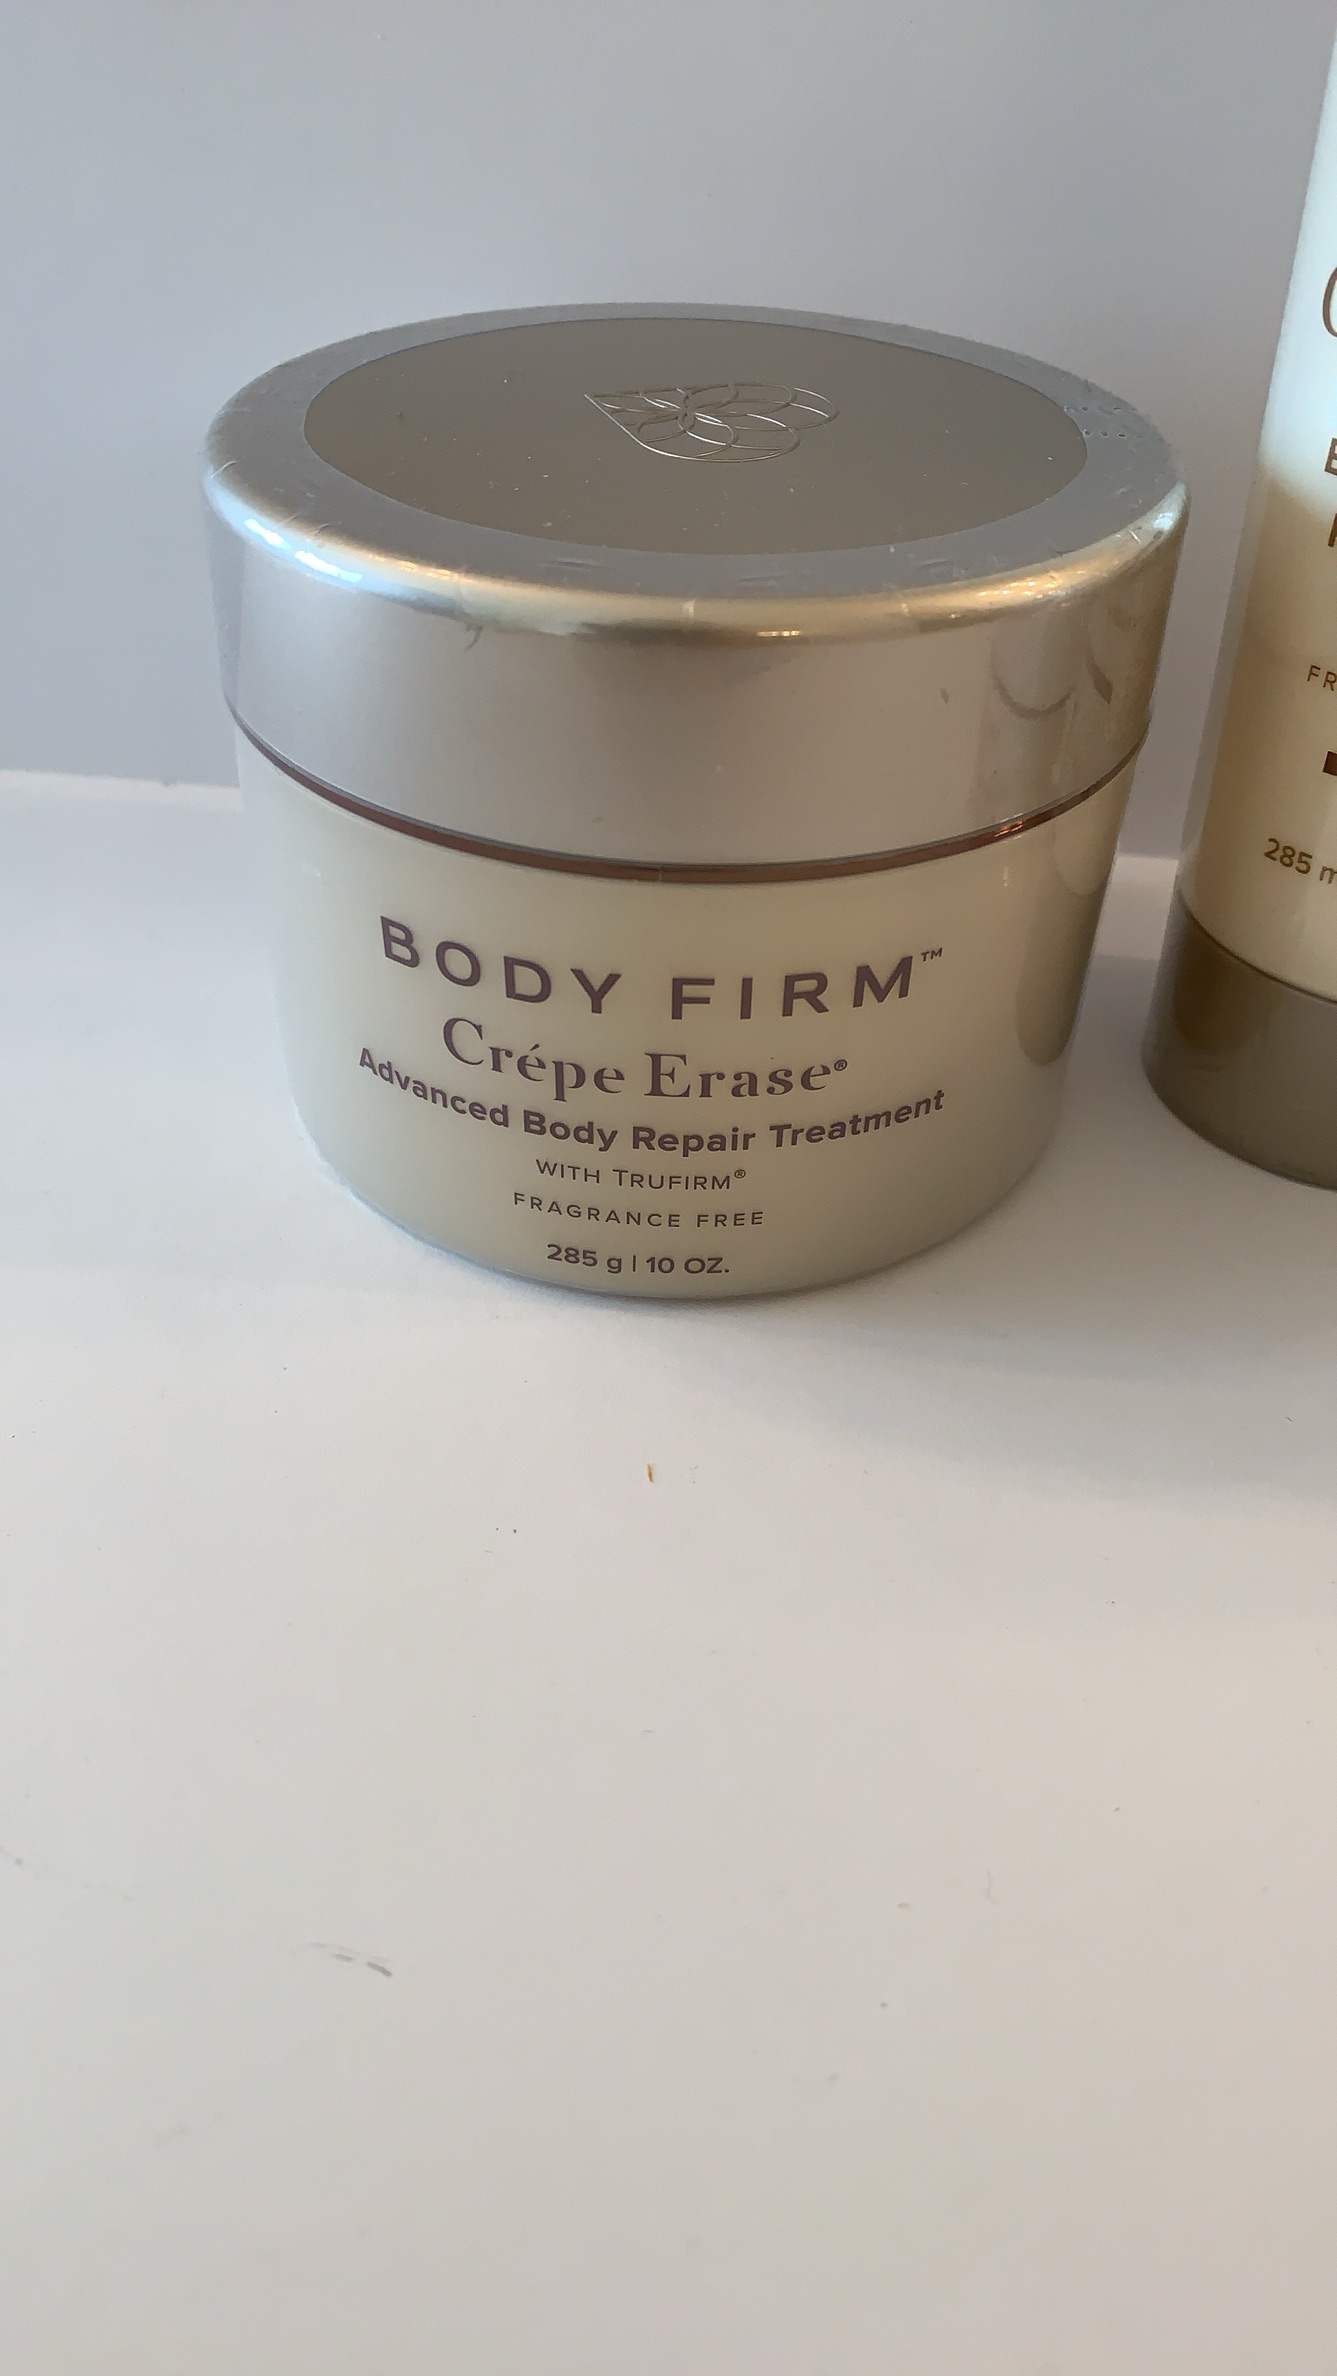 BODY FIRM™
Crépe Erase®
Advanced Body Repair Treatment
WITH TRUFIRM®
FRAGRANCE FREE
285 g | 10 OZ.
285